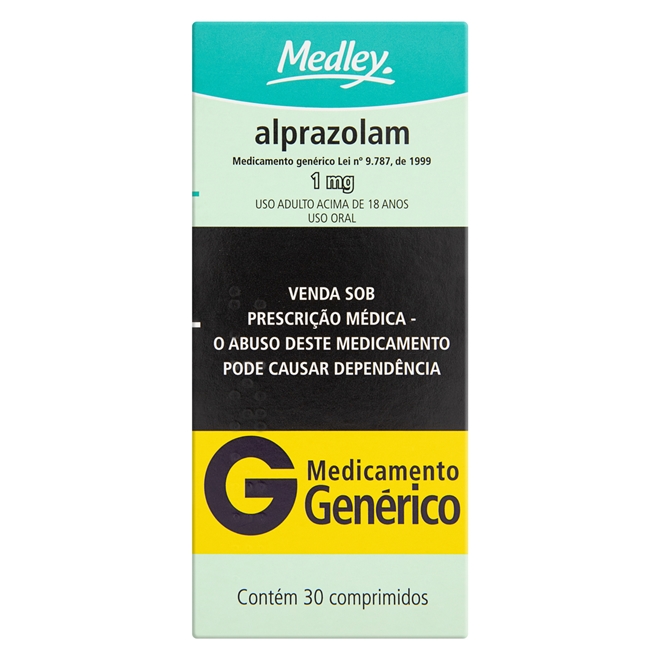 Medley.
alprazolam
Medicamento genérico Lei nº 9.787, de 1999
1 mg
USO ADULTO ACIMA DE 18 ANOS
USO ORAL
VENDA SOB
PRESCRIÇÃO MÉDICA -
O ABUSO DESTE MEDICAMENTO
PODE CAUSAR DEPENDÊNCIA
G
Medicamento
Genérico
Contém 30 comprimidos